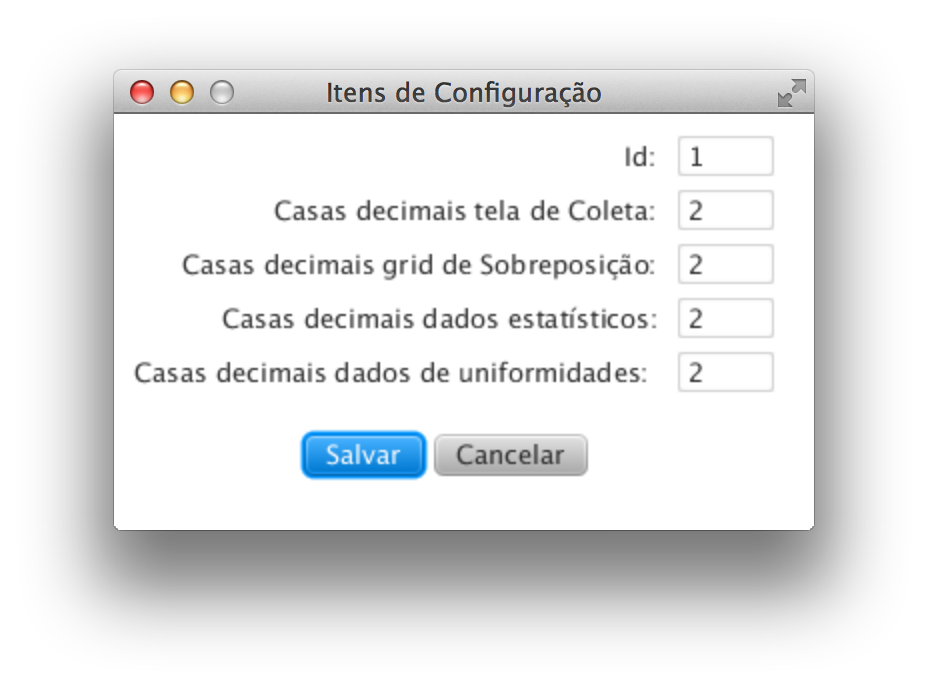 Itens de Configuração
Id: 1
Casas decimais tela de Coleta: 2
Casas decimais grid de Sobreposição: 2
Casas decimais dados estatísticos: 2
Casas decimais dados de uniformidades: 2
Salvar Cancelar